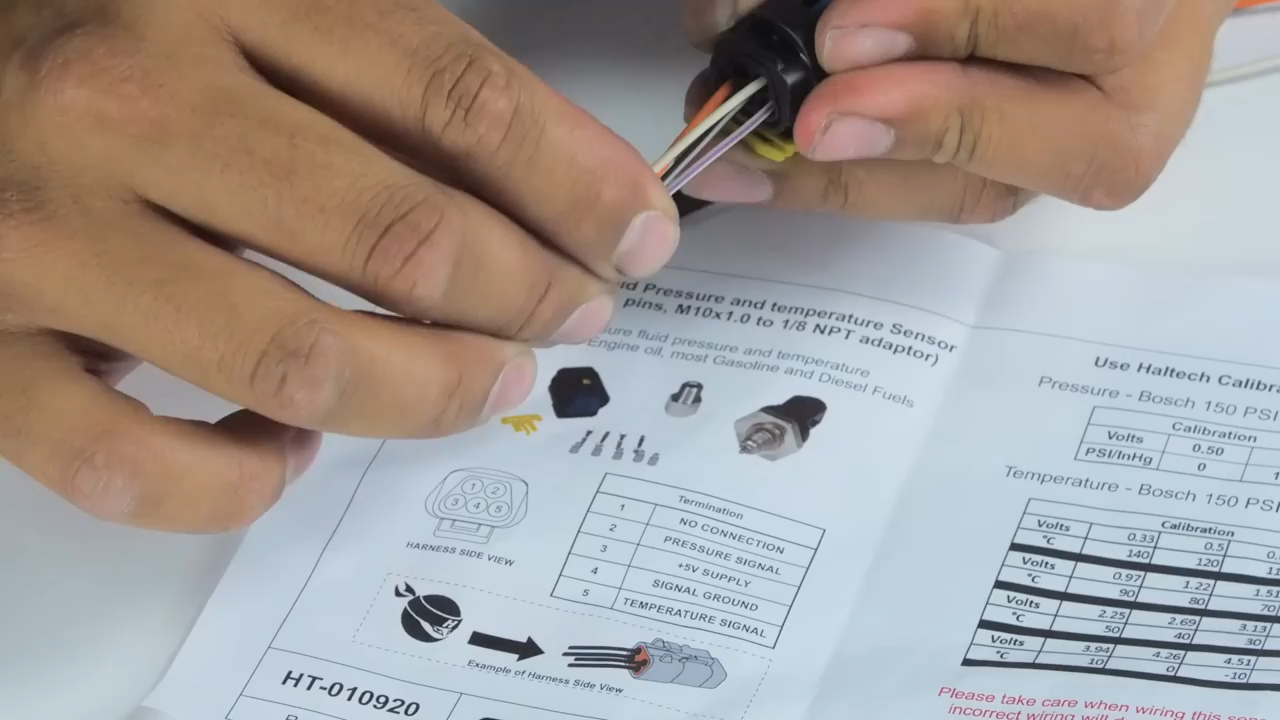 Pressure and temperature Sensor
pins, M10x1.0 to 1/8 NPT adaptor)
fluid pressure and temperature
Engine oil, most Gasoline and Diesel Fuels
1 2
3 4 5
HARNESS SIDE VIEW
Termination
1 NO CONNECTION
2 PRESSURE SIGNAL
3 +5V SUPPLY
4 SIGNAL GROUND
5 TEMPERATURE SIGNAL
H
Example of Harness Side View
HT-010920
Use Haltech
Pressure - Bosch 150 PSI
Calibration
Volts 0.50
PSI/InHg 0
Temperature - Bosch 150 PSI
Volts Calibration
0.33 0.5
°C 140 120
Volts 0.97 1.22 1.51
°C 90 80 70
Volts 2.25 2.69 3.13
°C 50 40 30
Volts 3.94 4.26 4.51
°C 10 0 -10
Please take care when wiring this
incorrect wiring will